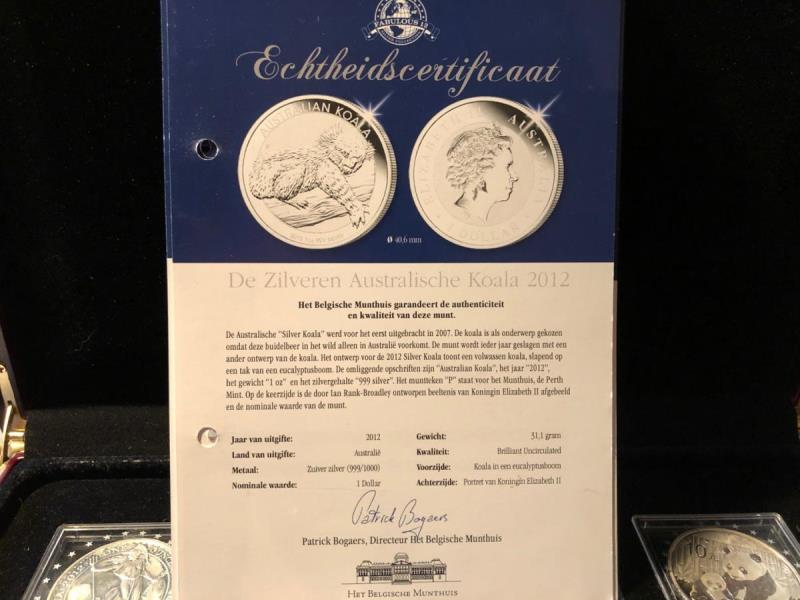 FABULOUS 12
Echtheidscertificaat
AUSTRALIAN KOALA
ELIZABETH II AUSTRALIA
1 DOLLAR
Ø 40,6 mm
De Zilveren Australische Koala 2012
Het Belgische Munthuis garandeert de authenticiteit
en kwaliteit van deze munt.
De Australische "Silver Koala" werd voor het eerst uitgebracht in 2007. De koala is als onderwerp gekozen
omdat deze buidelbeer in het wild alleen in Australië voorkomt. De munt wordt ieder jaar geslagen met een
ander ontwerp van de koala. Het ontwerp voor de 2012 Silver Koala toont een volwassen koala, slapend op
een tak van een eucalyptusboom. De omliggende opschriften zijn "Australian Koala", het jaar "2012",
het gewicht "1 oz" en het zilvergehalte "999 silver". Het muntteken "P" staat voor het Munthuis, de Perth
Mint. Op de keerzijde is de door Ian Rank-Broadley ontworpen beeltenis van Koningin Elizabeth II afgebeeld
en de nominale waarde van de munt.
Jaar van uitgifte: 2012 Gewicht: 31,1 gram
Land van uitgifte: Australië Kwaliteit: Brilliant Uncirculated
Metaal: Zuiver zilver (999/1000) Voorzijde: Koala in een eucalyptusboom
Nominale waarde: 1 Dollar Achterzijde: Portret van Koningin Elizabeth II
Patrick Bogaers
Patrick Bogaers, Directeur Het Belgische Munthuis
HET BELGISCHE MUNTHUIS